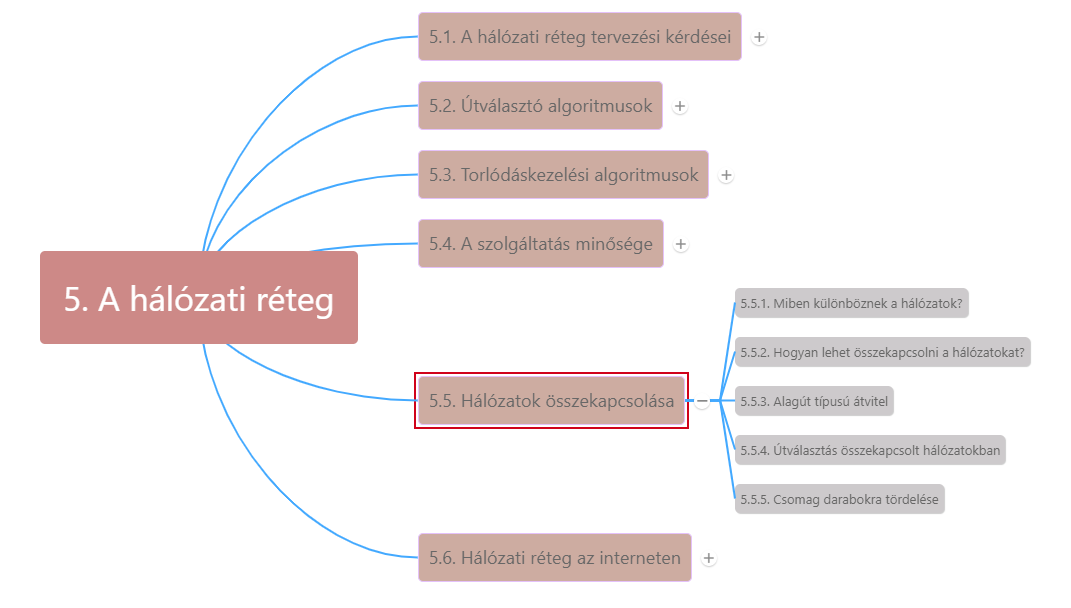 5. A hálózati réteg
5.1. A hálózati réteg tervezési kérdései
5.2. Útválasztó algoritmusok
5.3. Torlódáskezelési algoritmusok
5.4. A szolgáltatás minősége
5.5. Hálózatok összekapcsolása
5.5.1. Miben különböznek a hálózatok?
5.5.2. Hogyan lehet összekapcsolni a hálózatokat?
5.5.3. Alagút típusú átvitel
5.5.4. Útválasztás összekapcsolt hálózatokban
5.5.5. Csomag darabokra tördelése
5.6. Hálózati réteg az interneten